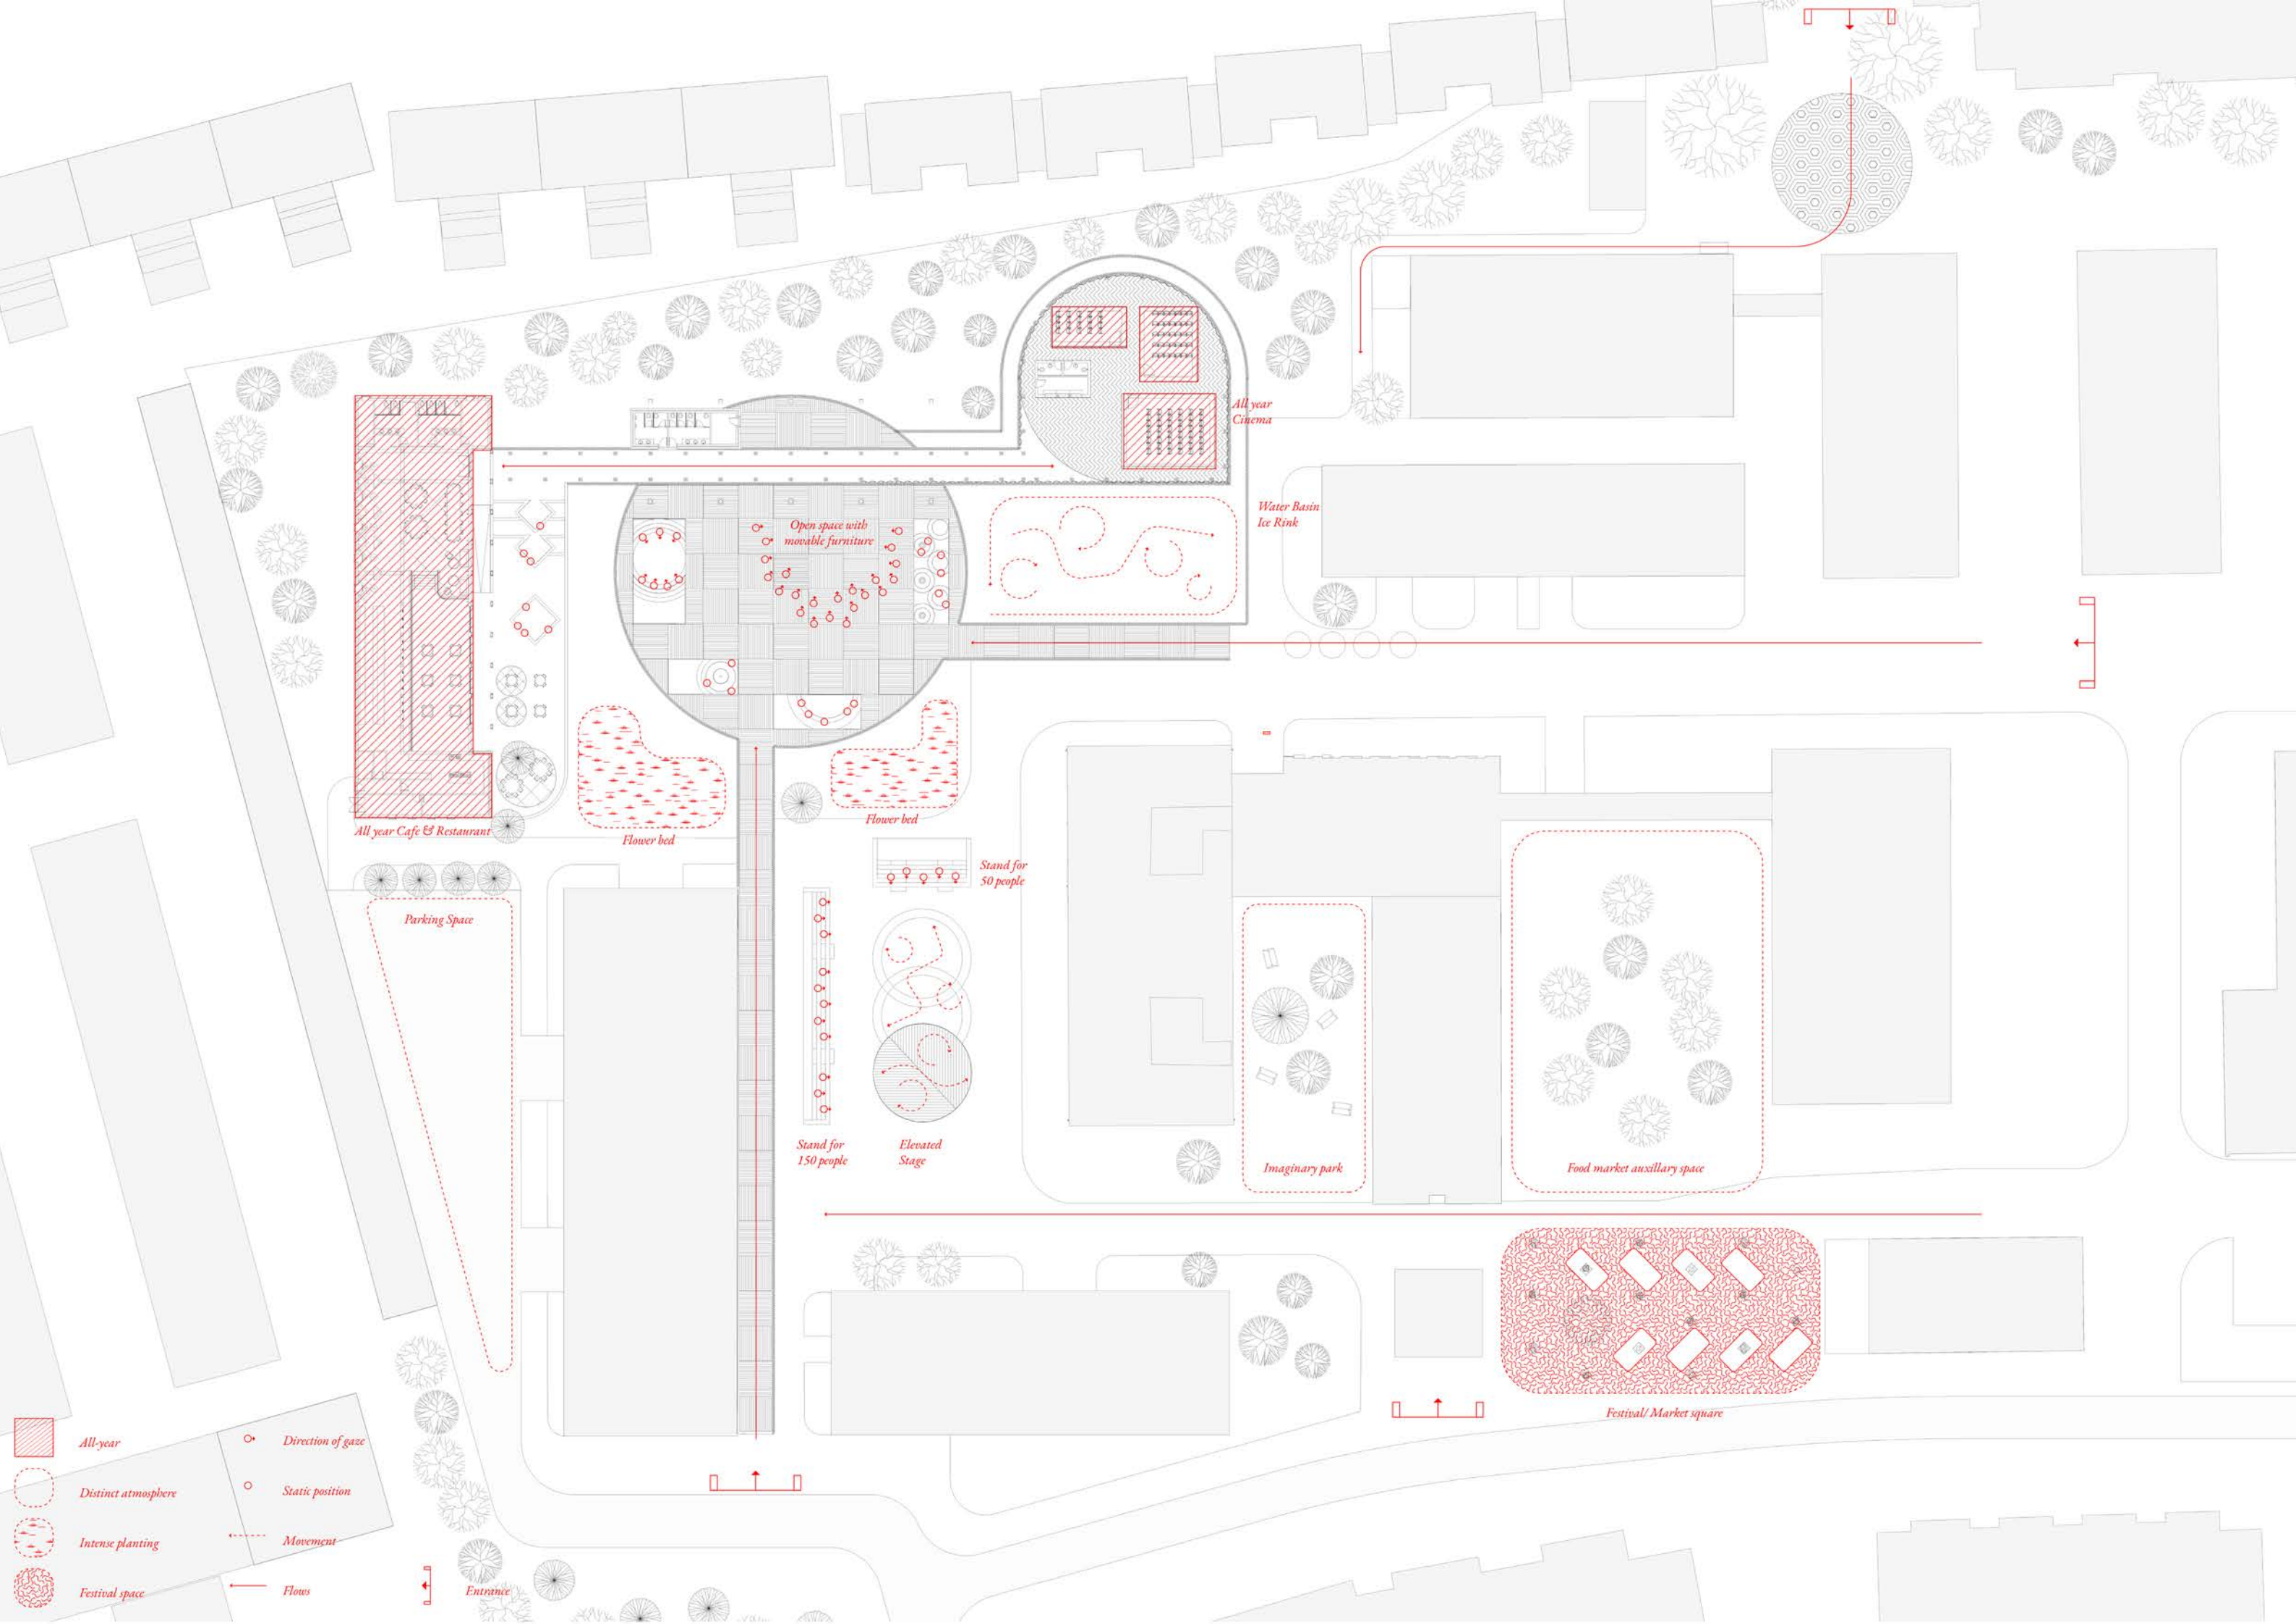 All year
Cinema
Water Basin
Ice Rink
Open space with
movable furniture
All year Cafe & Restaurant
Flower bed
Flower bed
Stand for
50 people
Parking Space
Stand for
150 people
Elevated
Stage
Imaginary park
Food market auxillary space
Festival/ Market square
All-year
Direction of gaze
Distinct atmosphere
Static position
Intense planting
Movement
Festival space
Flows
Entrance